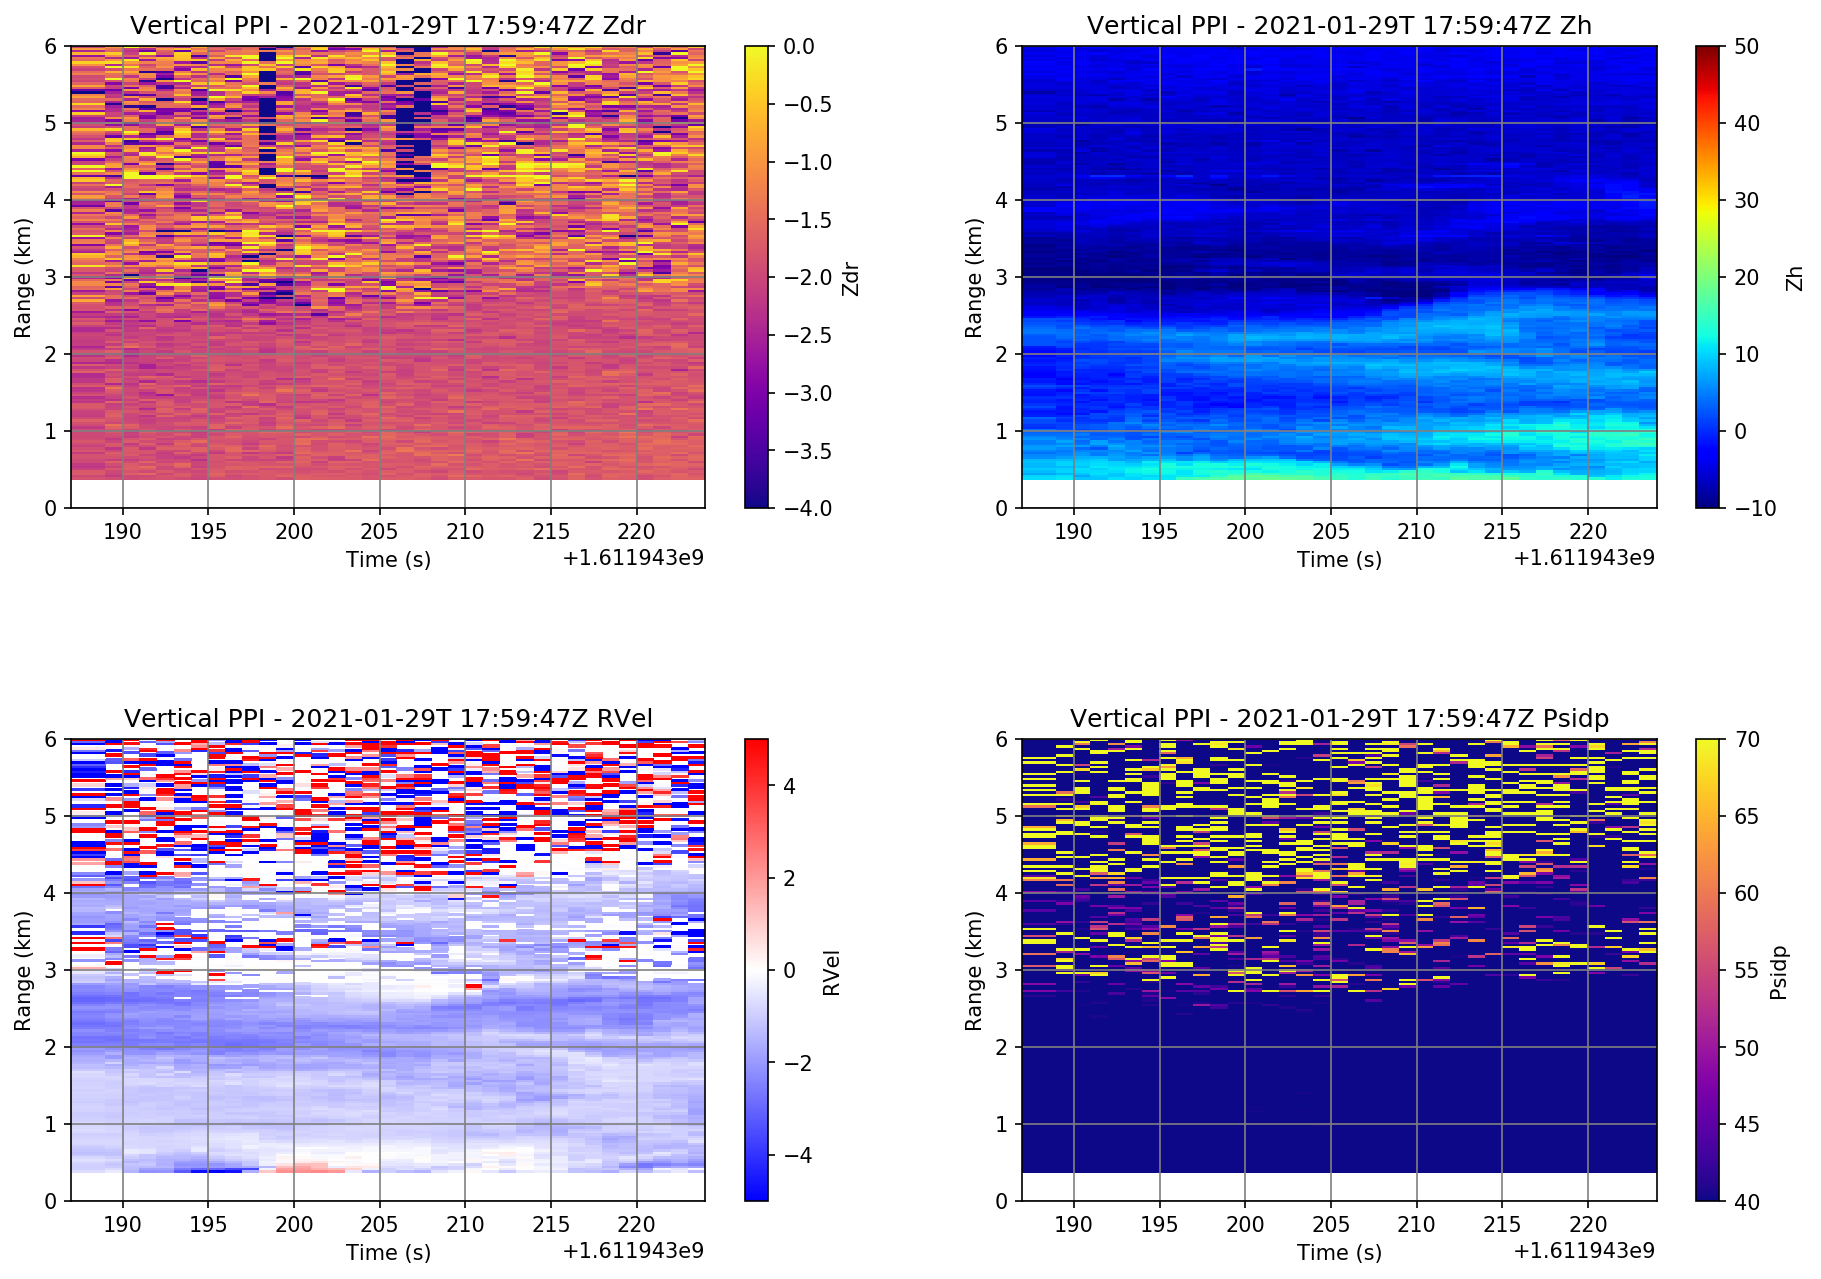 Vertical PPI - 2021-01-29T 17:59:47Z Zdr
6
5
4
3
2
1
0
Range (km)
190 195 200 205 210 215 220
Time (s)
+1.611943e9
0.0
−0.5
−1.0
−1.5
−2.0
−2.5
−3.0
−3.5
−4.0
Zdr
Vertical PPI - 2021-01-29T 17:59:47Z Zh
6
5
4
3
2
1
0
Range (km)
190 195 200 205 210 215 220
Time (s)
+1.611943e9
50
40
30
20
10
0
−10
Zh
Vertical PPI - 2021-01-29T 17:59:47Z RVel
6
5
4
3
2
1
0
Range (km)
190 195 200 205 210 215 220
Time (s)
+1.611943e9
4
2
0
−2
−4
RVel
Vertical PPI - 2021-01-29T 17:59:47Z Psidp
6
5
4
3
2
1
0
Range (km)
190 195 200 205 210 215 220
Time (s)
+1.611943e9
70
65
60
55
50
45
40
Psidp